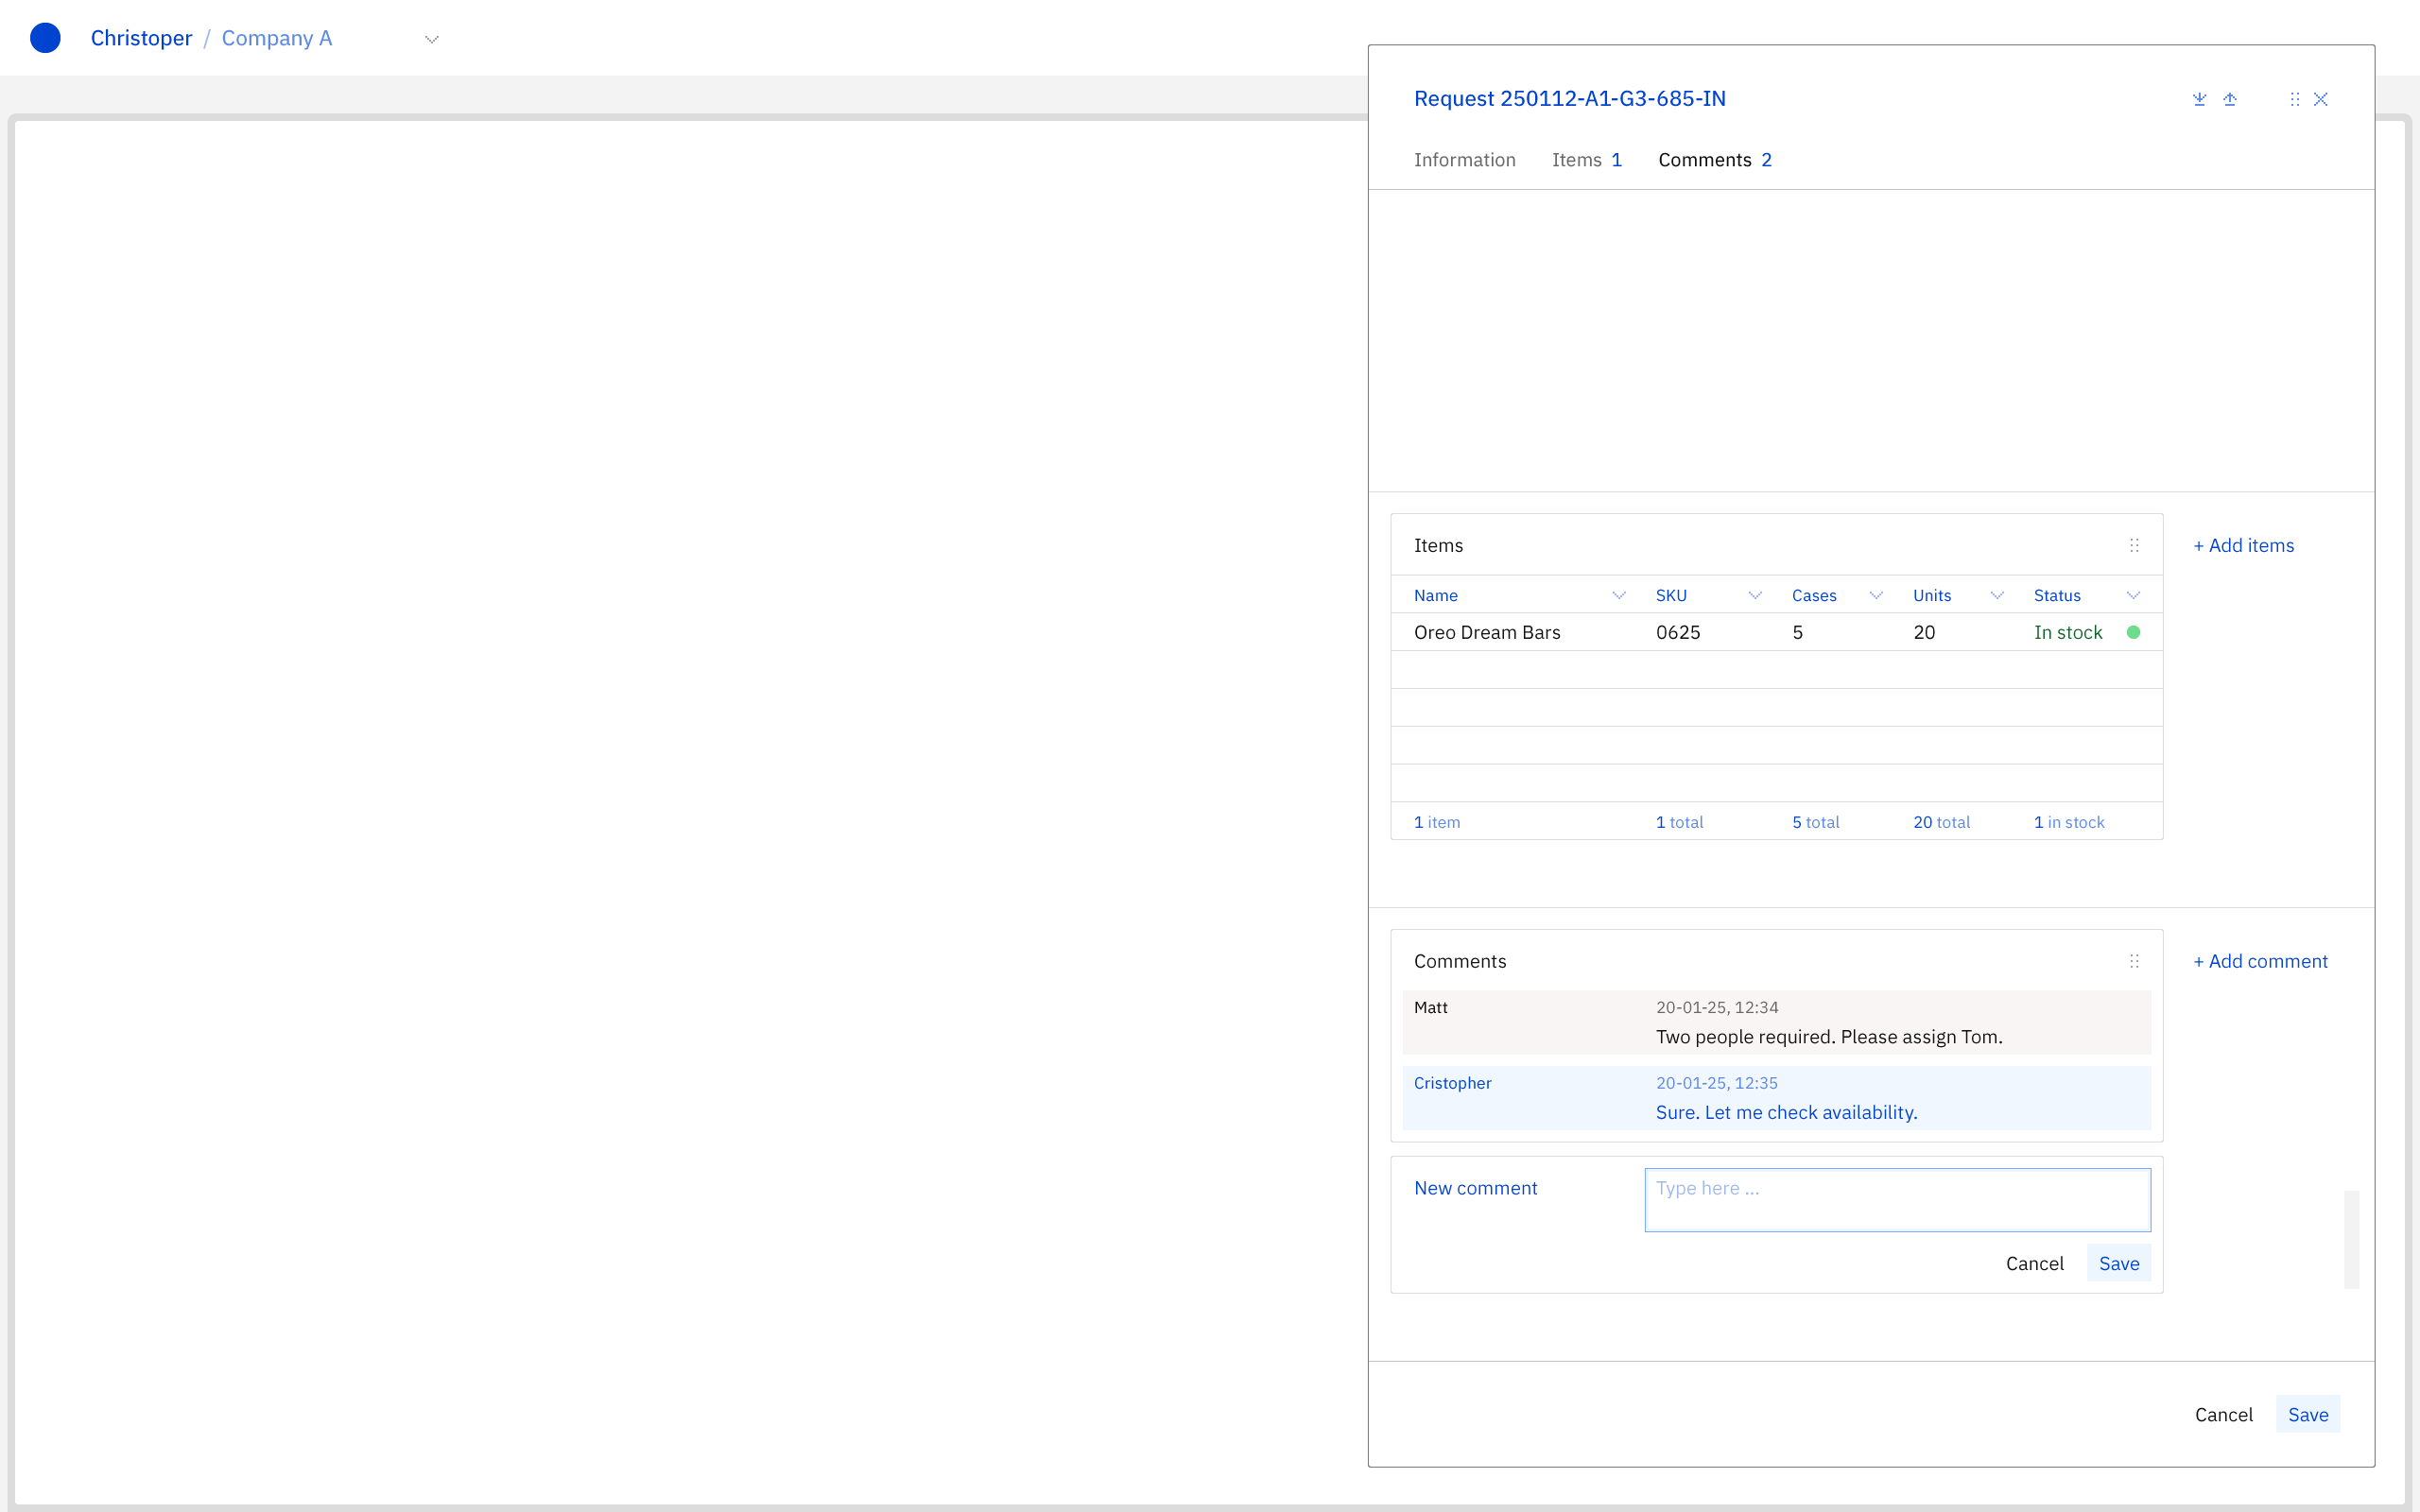 Christoper / Company A
Request 250112-A1-G3-685-IN
Information Items 1 Comments 2
Items
+ Add items
Name SKU Cases Units Status
Oreo Dream Bars 0625 5 20 In stock
1 item 1 total 5 total 20 total 1 in stock
Comments
+ Add comment
Matt 20-01-25, 12:34
Two people required. Please assign Tom.
Cristopher 20-01-25, 12:35
Sure. Let me check availability.
New comment Type here ...
Cancel Save
Cancel Save